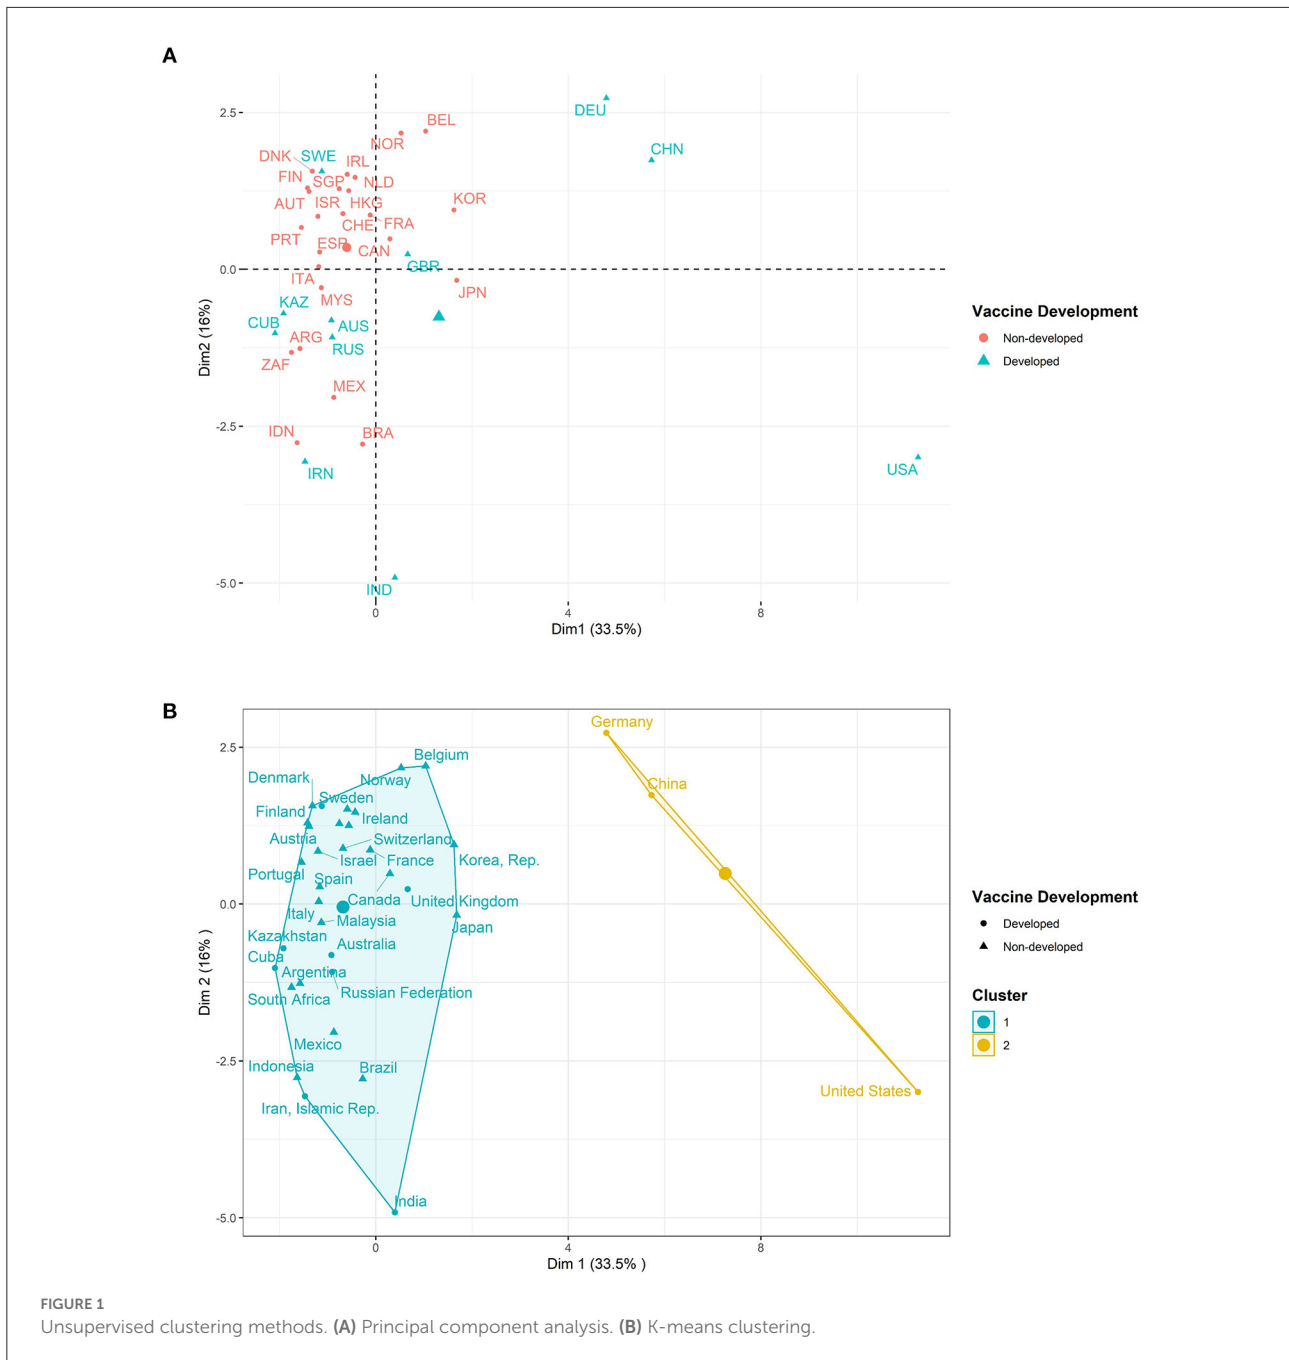 A
2.5
0.0
-2.5
-5.0
Dim2 (16%)
DEU
CHN
BEL
NOR
DNK
SWE
IRL
FIN
SGP
NLD
AUT
ISR
HKG
KOR
CHE
FRA
PRT
ESP
CAN
GBR
ITA
JPN
MYS
KAZ
CUB
AUS
ARG
RUS
ZAF
MEX
IDN
BRA
IRN
USA
IND
0
4
8
Dim1 (33.5%)
Vaccine Development
Non-developed
Developed
B
2.5
0.0
-2.5
-5.0
Dim 2 (16% )
Germany
Belgium
Denmark
Norway
China
Sweden
Finland
Ireland
Austria
Switzerland
Israel
France
Korea, Rep.
Portugal
Spain
Canada
United Kingdom
Italy
Malaysia
Japan
Kazakhstan
Australia
Cuba
Argentina
Russian Federation
South Africa
Mexico
Indonesia
Brazil
United States
Iran, Islamic Rep.
India
0
4
8
Dim 1 (33.5% )
Vaccine Development
Developed
Non-developed
Cluster
1
2
FIGURE 1
Unsupervised clustering methods. (A) Principal component analysis. (B) K-means clustering.